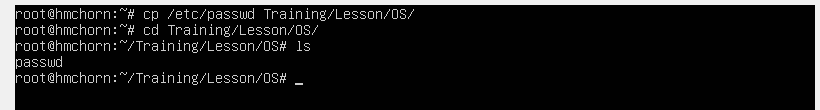 root@hmchorn:~# cp /etc/passwd Training/Lesson/OS/
root@hmchorn:~# cd Training/Lesson/OS/
root@hmchorn:~/Training/Lesson/OS# ls
passwd
root@hmchorn:~/Training/Lesson/OS# _